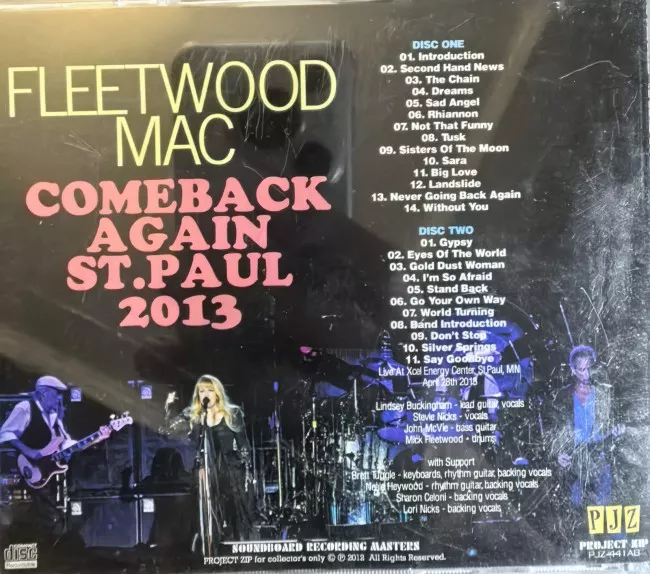 FLEETWOOD
MAC
COMEBACK
AGAIN
ST.PAUL
2013
DISC ONE
01. Introduction
02. Second Hand News
03. The Chain
04. Dreams
05. Sad Angel
06. Rhiannon
07. Not That Funny
08. Tusk
09. Sisters Of The Moon
10. Sara
11. Big Love
12. Landslide
13. Never Going Back Again
14. Without You
DISC TWO
01. Gypsy
02. Eyes Of The World
03. Gold Dust Woman
04. I'm So Afraid
05. Stand Back
06. Go Your Own Way
07. World Turning
08. Band Introduction
09. Don't Stop
10. Silver Springs
11. Say Goodbye
Live At Xcel Energy Center, St.Paul, MN
April 28th 2013
Lindsey Buckingham - lead guitar, vocals
Stevie Nicks - vocals
John McVie - bass guitar
Mick Fleetwood - drums
with Support
Brett Tuggle - keyboards, rhythm guitar, backing vocals
Heywood - rhythm guitar, backing vocals
Sharon Celoni - backing vocals
Lori Nicks - backing vocals
COMPACT
disc
Recordable
SOUNDBOARD RECORDING MASTERS
PROJECT ZIP for collector's only © ℗ 2013 All Rights Reserved.
PJZ
PROJECT ZIP
PJZ-441AB